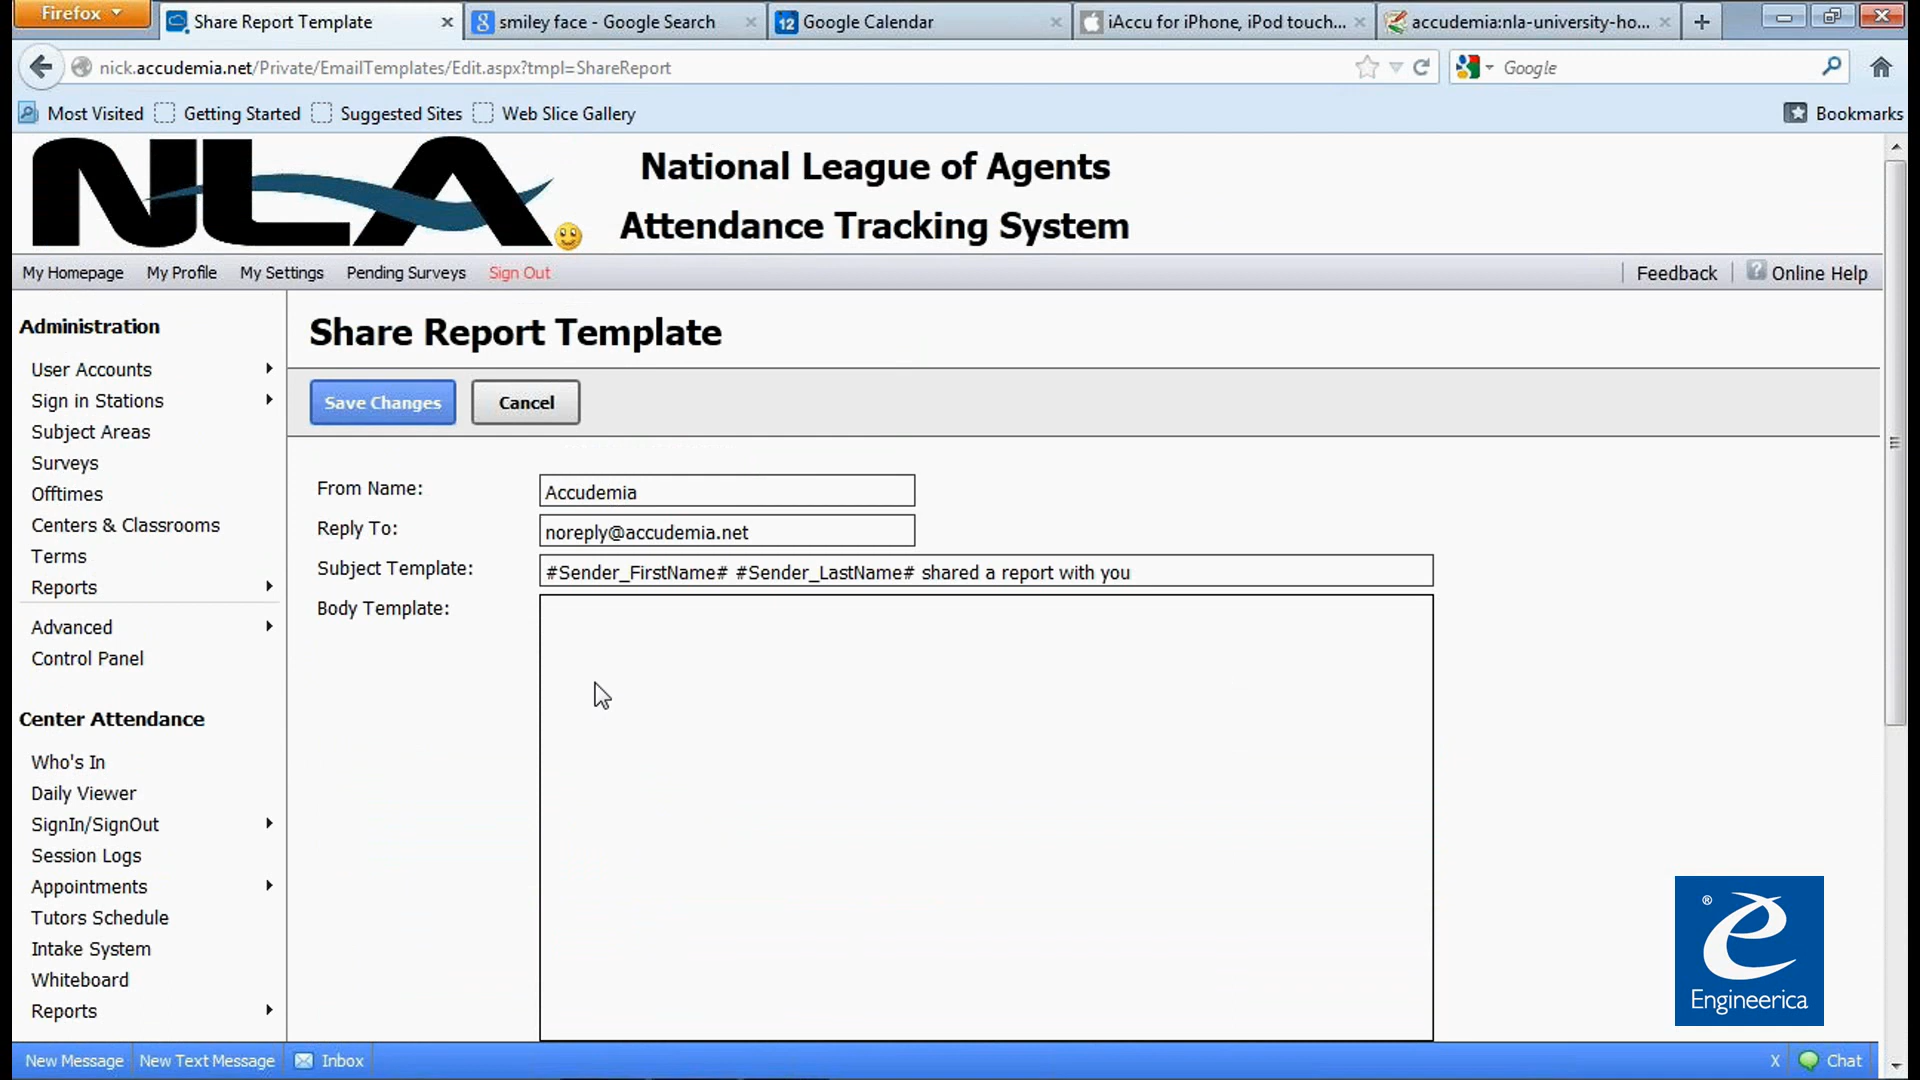 Firefox
Share Report Template
smiley face - Google Search
12
Google Calendar
iAccu for iPhone, iPod touch...
accudemia:nla-university-ho...
nick.accudemia.net/Private/EmailTemplates/Edit.aspx?tmpl=ShareReport
Google
Most Visited
Getting Started
Suggested Sites
Web Slice Gallery
Bookmarks
NLA
National League of Agents
Attendance Tracking System
My Homepage
My Profile
My Settings
Pending Surveys
Sign Out
Feedback
Online Help
Administration
User Accounts
Sign in Stations
Subject Areas
Surveys
Offtimes
Centers & Classrooms
Terms
Reports
Advanced
Control Panel
Center Attendance
Who's In
Daily Viewer
SignIn/SignOut
Session Logs
Appointments
Tutors Schedule
Intake System
Whiteboard
Reports
Share Report Template
Save Changes
Cancel
From Name:
Accudemia
Reply To:
noreply@accudemia.net
Subject Template:
#Sender_FirstName# #Sender_LastName# shared a report with you
Body Template:
®
e
Engineerica
New Message
New Text Message
Inbox
X
Chat